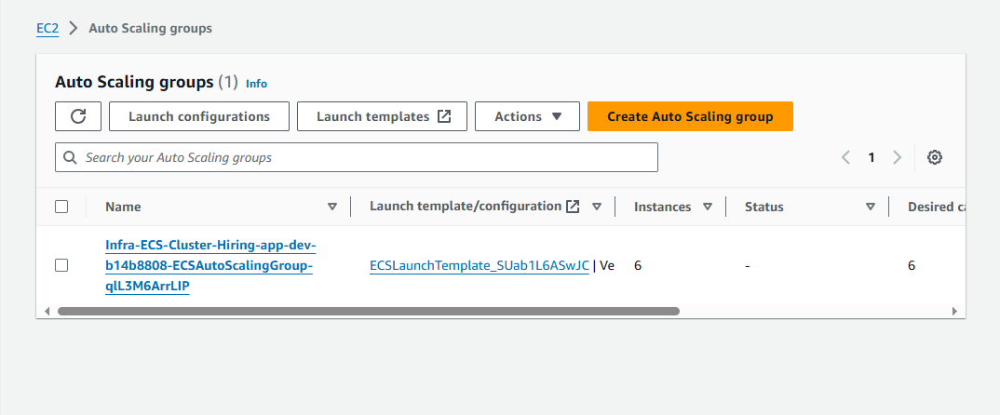 EC2 > Auto Scaling groups
Auto Scaling groups (1) Info
Launch configurations Launch templates Actions Create Auto Scaling group
Search your Auto Scaling groups 1
Name Launch template/configuration Instances Status Desired ca
Infra-ECS-Cluster-Hiring-app-dev-
b14b8808-ECSAutoScalingGroup- ECSLaunchTemplate_SUab1L6ASwJC | Ve 6 - 6
qlL3M6ArrLIP